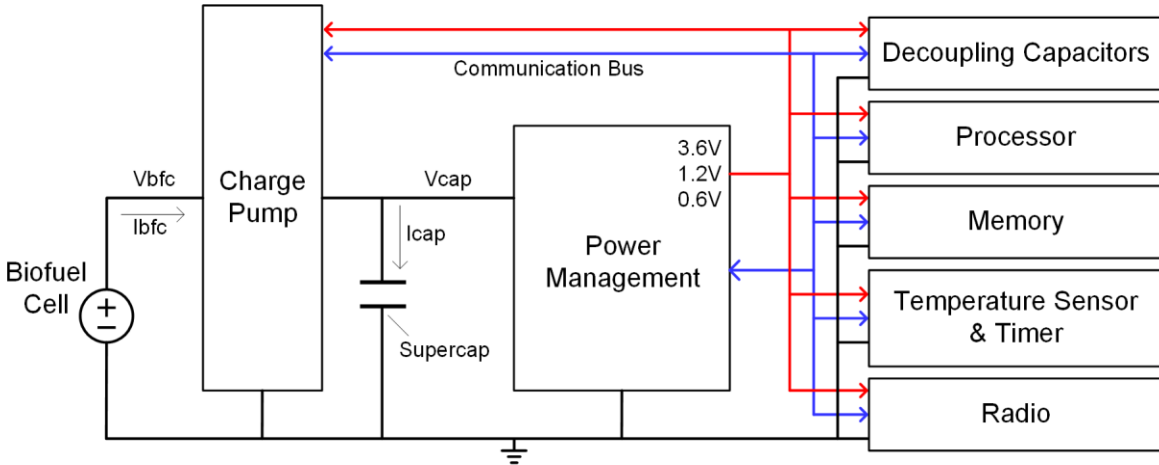 Communication Bus
Decoupling Capacitors
Processor
Memory
Temperature Sensor
& Timer
Radio
3.6V
1.2V
0.6V
Power
Management
Vbfc
Ibfc
Charge
Pump
Vcap
Icap
Supercap
Biofuel
Cell